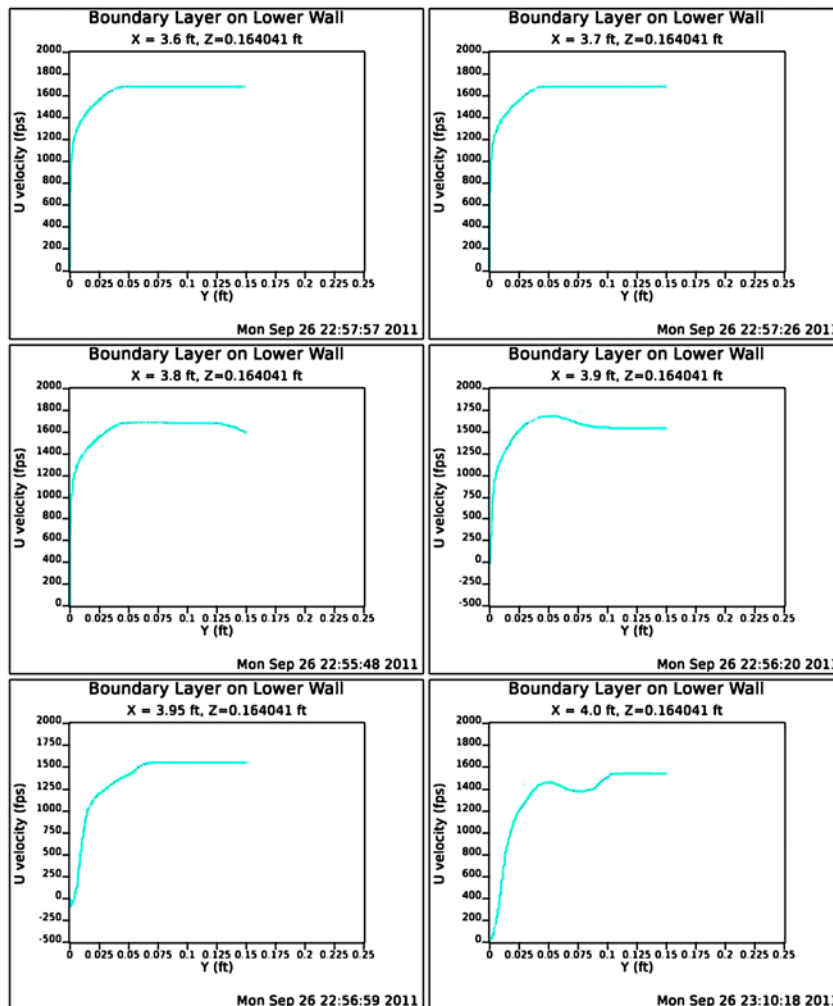 Boundary Layer on Lower Wall
X = 3.6 ft, Z=0.164041 ft
U velocity (fps)
2000
1800
1600
1400
1200
1000
800
600
400
200
0
0 0.025 0.05 0.075 0.1 0.125 0.15 0.175 0.2 0.225 0.25
Y (ft)
Mon Sep 26 22:57:57 2011
Boundary Layer on Lower Wall
X = 3.7 ft, Z=0.164041 ft
U velocity (fps)
2000
1800
1600
1400
1200
1000
800
600
400
200
0
0 0.025 0.05 0.075 0.1 0.125 0.15 0.175 0.2 0.225 0.25
Y (ft)
Mon Sep 26 22:57:26
Boundary Layer on Lower Wall
X = 3.8 ft, Z=0.164041 ft
U velocity (fps)
2000
1800
1600
1400
1200
1000
800
600
400
200
0
0 0.025 0.05 0.075 0.1 0.125 0.15 0.175 0.2 0.225 0.25
Y (ft)
Mon Sep 26 22:55:48 2011
Boundary Layer on Lower Wall
X = 3.9 ft, Z=0.164041 ft
U velocity (fps)
2000
1750
1500
1250
1000
750
500
250
0
-250
-500
0 0.025 0.05 0.075 0.1 0.125 0.15 0.175 0.2 0.225 0.25
Y (ft)
Mon Sep 26 22:56:20
Boundary Layer on Lower Wall
X = 3.95 ft, Z=0.164041 ft
U velocity (fps)
2000
1750
1500
1250
1000
750
500
250
0
-250
-500
0 0.025 0.05 0.075 0.1 0.125 0.15 0.175 0.2 0.225 0.25
Y (ft)
Mon Sep 26 22:56:59 2011
Boundary Layer on Lower Wall
X = 4.0 ft, Z=0.164041 ft
U velocity (fps)
2000
1800
1600
1400
1200
1000
800
600
400
200
0
0 0.025 0.05 0.075 0.1 0.125 0.15 0.175 0.2 0.225 0.25
Y (ft)
Mon Sep 26 23:10:18